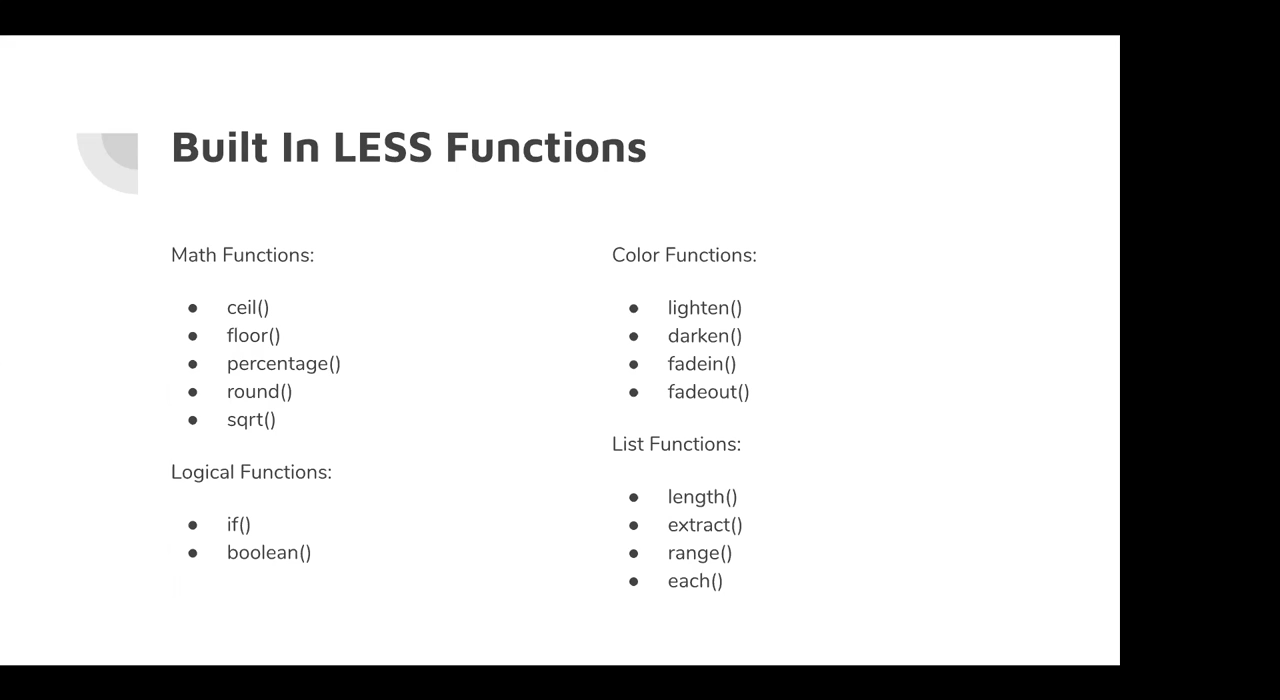 Built In LESS Functions
Math Functions:
● ceil()
● floor()
● percentage()
● round()
● sqrt()
Logical Functions:
● if()
● boolean()
Color Functions:
● lighten()
● darken()
● fadein()
● fadeout()
List Functions:
● length()
● extract()
● range()
● each()